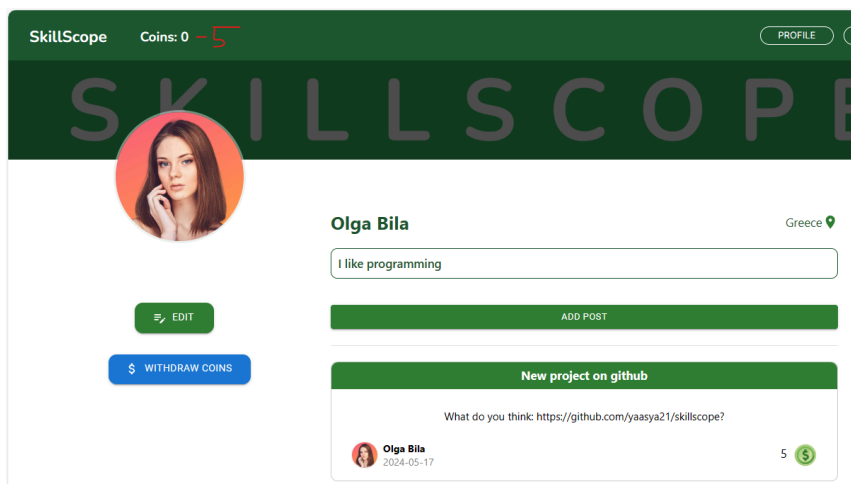 SkillScope Coins: 0 – 5 PROFILE
SKILLSCOPE
Olga Bila Greece
I like programming
EDIT
ADD POST
WITHDRAW COINS
New project on github
What do you think: https://github.com/yaasya21/skillscope?
Olga Bila
2024-05-17
5 $